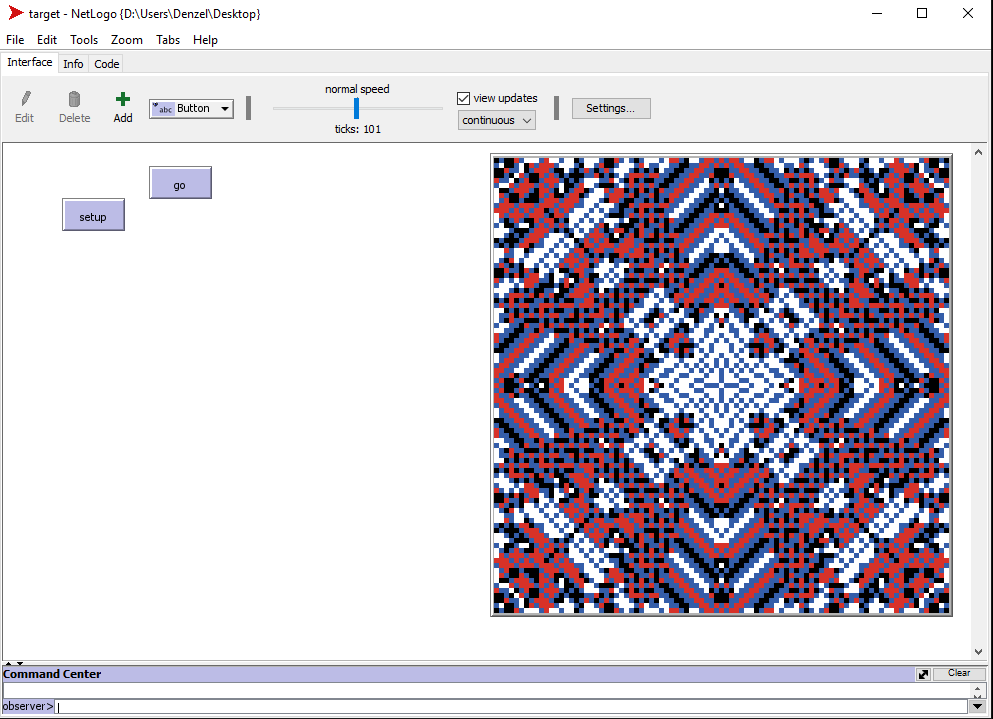 target - NetLogo {D:\Users\Denzel\Desktop}
File Edit Tools Zoom Tabs Help
Interface Info Code
normal speed
view updates
Edit Delete Add abc Button continuous Settings...
ticks: 101
go
setup
Command Center Clear
observer>